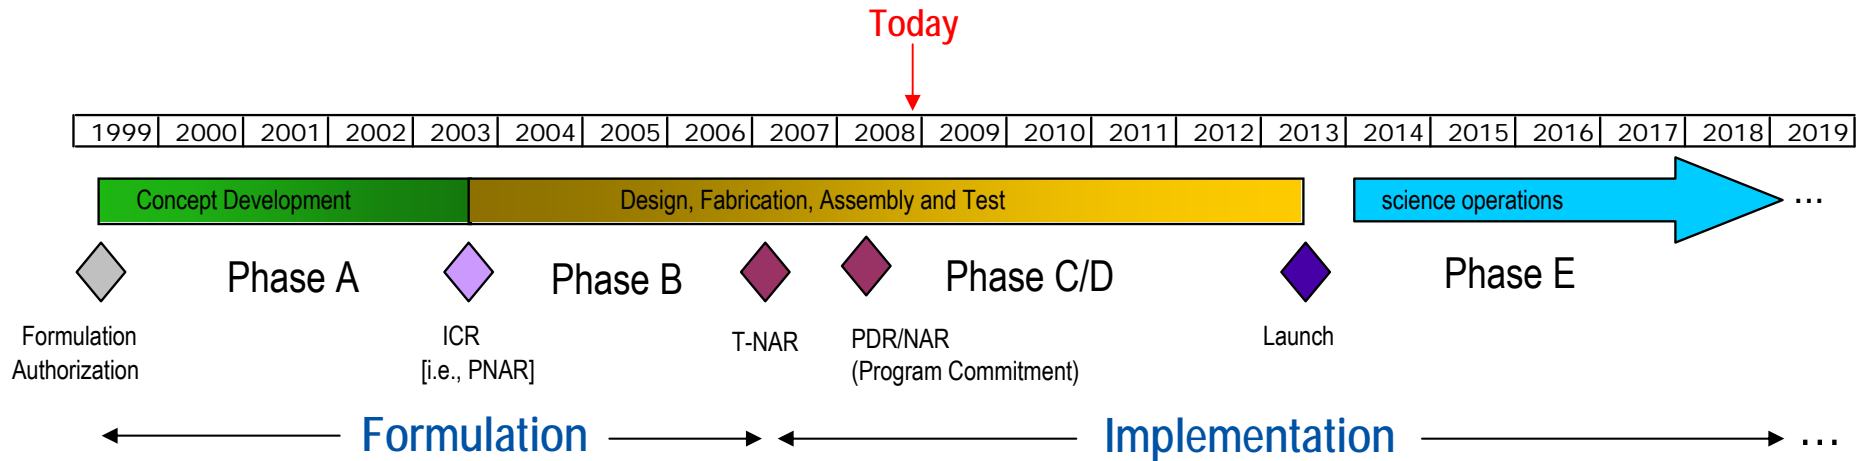 Today
1999 2000 2001 2002 2003 2004 2005 2006 2007 2008 2009 2010 2011 2012 2013 2014 2015 2016 2017 2018 2019
Concept Development
Design, Fabrication, Assembly and Test
science operations
...
Phase A
Phase B
Phase C/D
Phase E
Formulation
Authorization
ICR
[i.e., PNAR]
T-NAR
PDR/NAR
(Program Commitment)
Launch
Formulation
Implementation
...